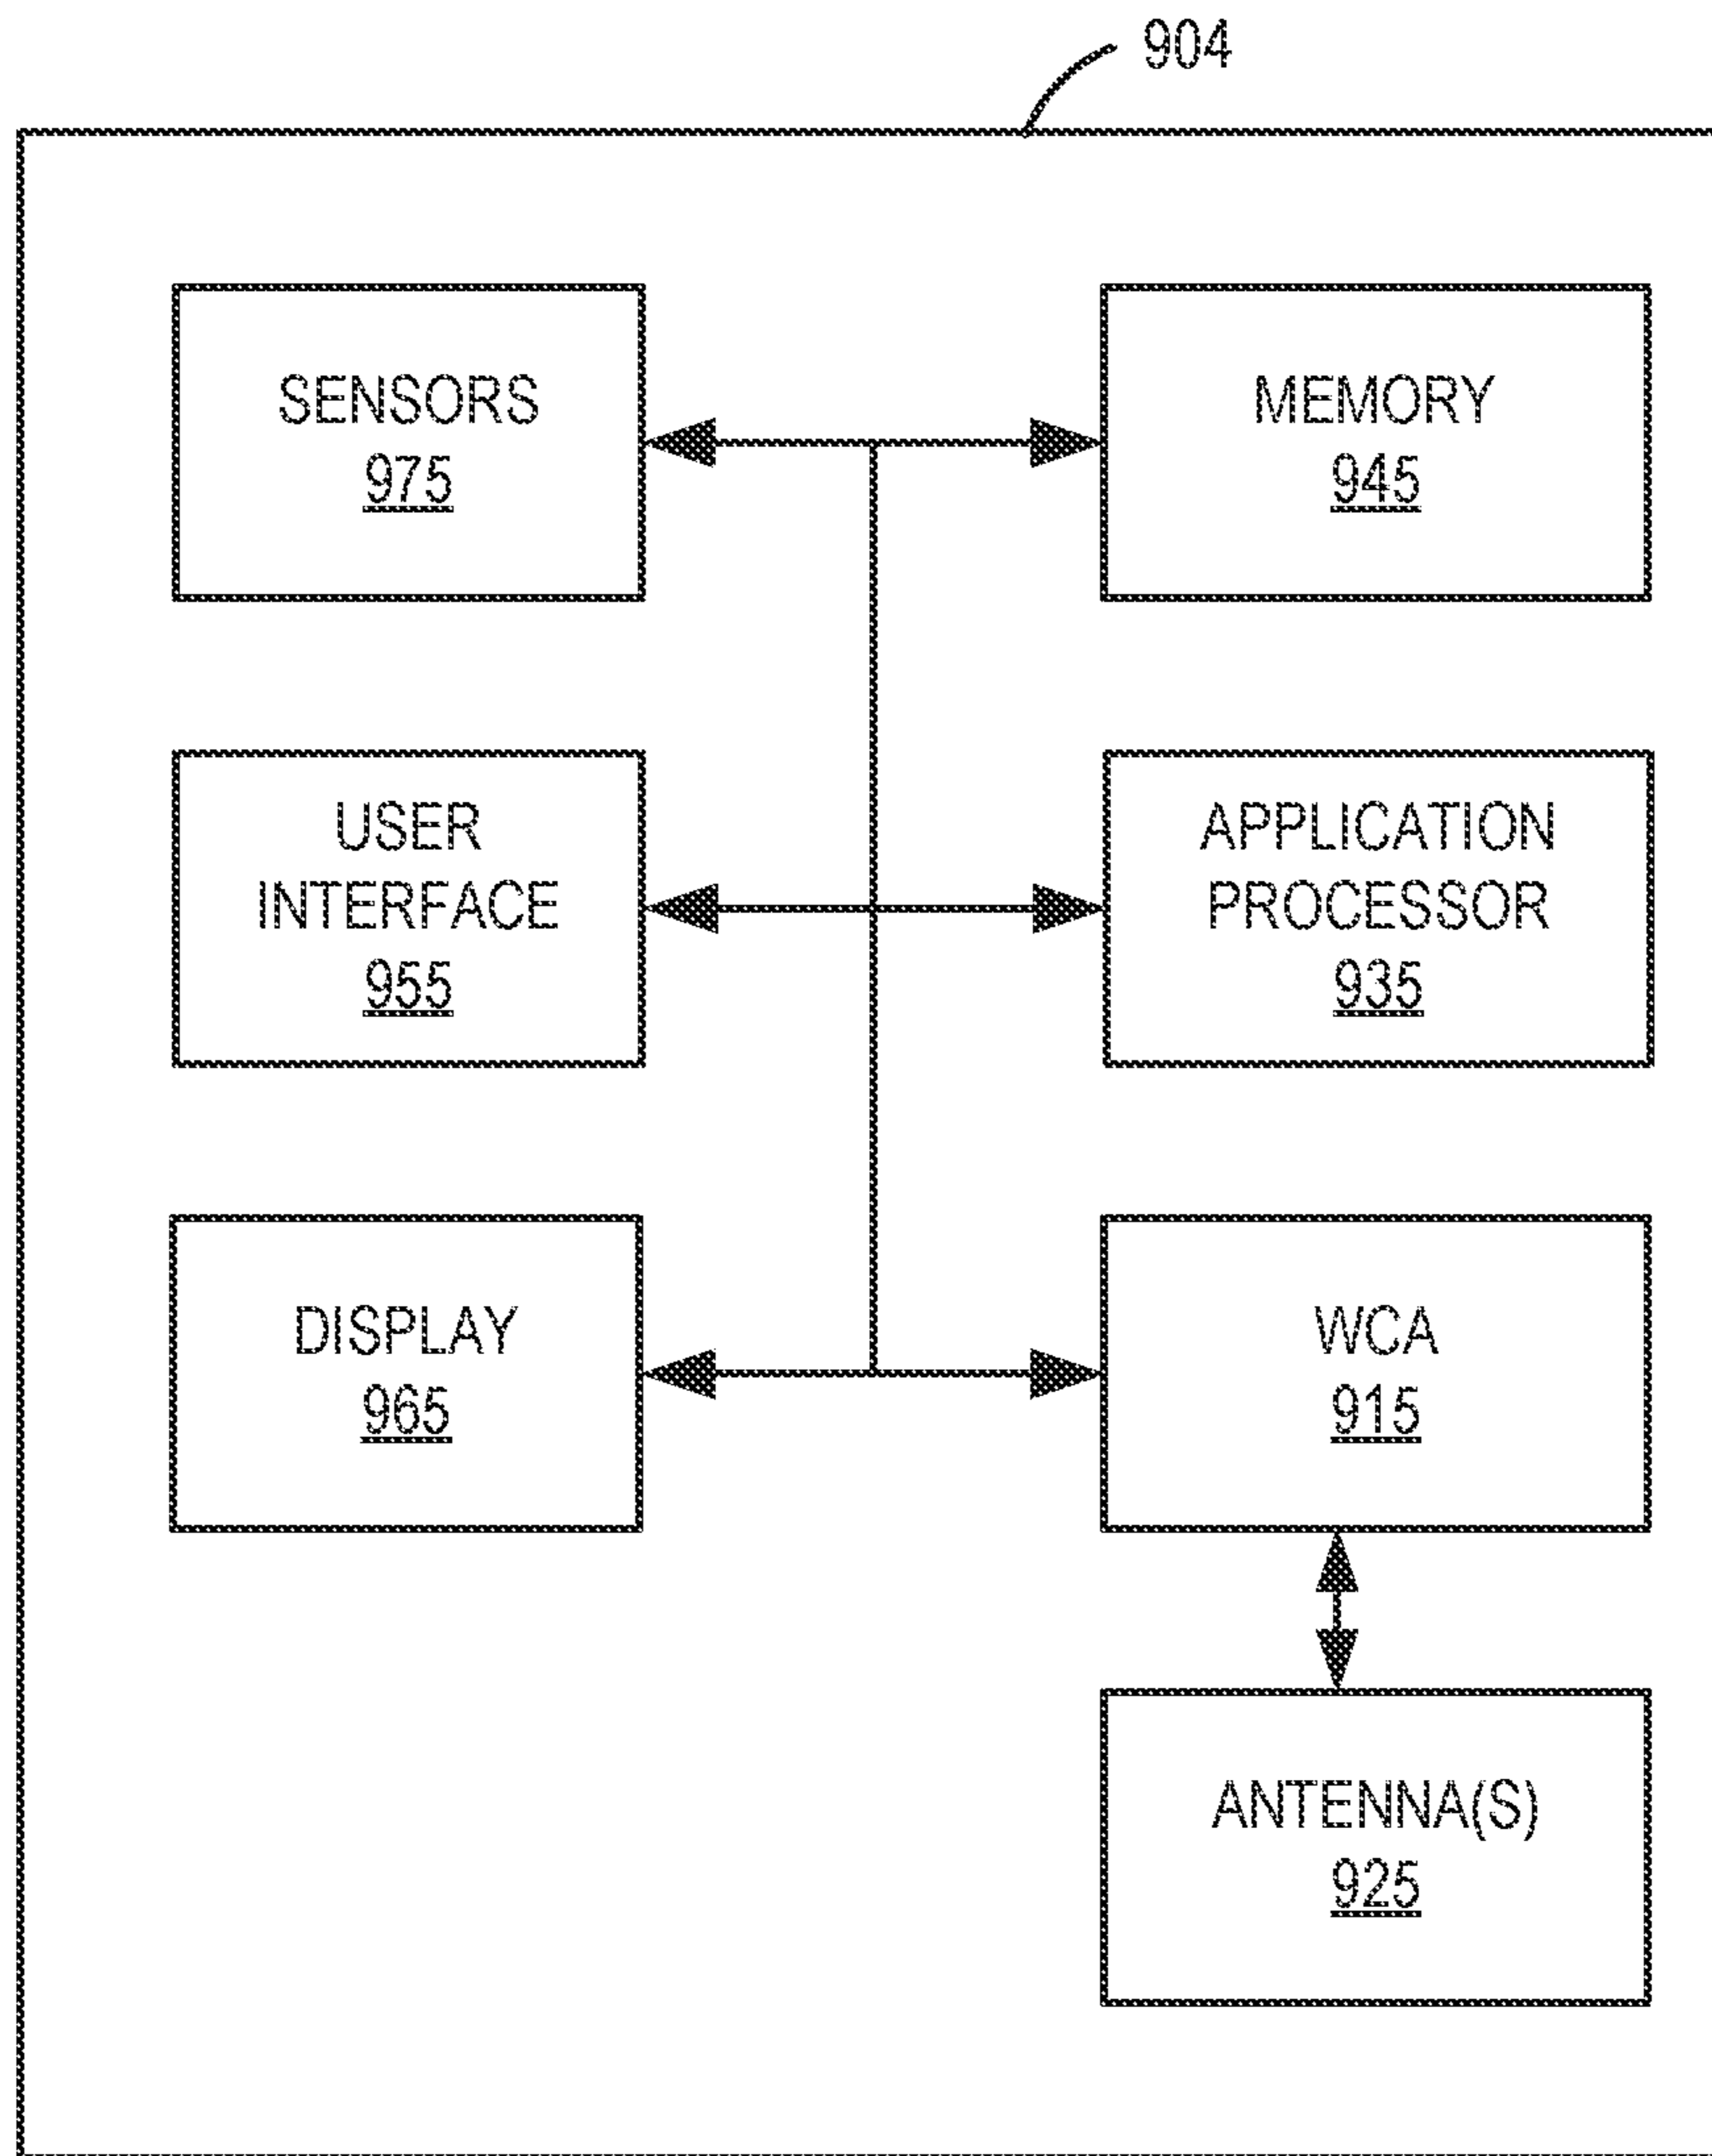 904
SENSORS
975
MEMORY
945
USER
INTERFACE
955
APPLICATION
PROCESSOR
935
DISPLAY
965
WCA
915
ANTENNA(S)
925